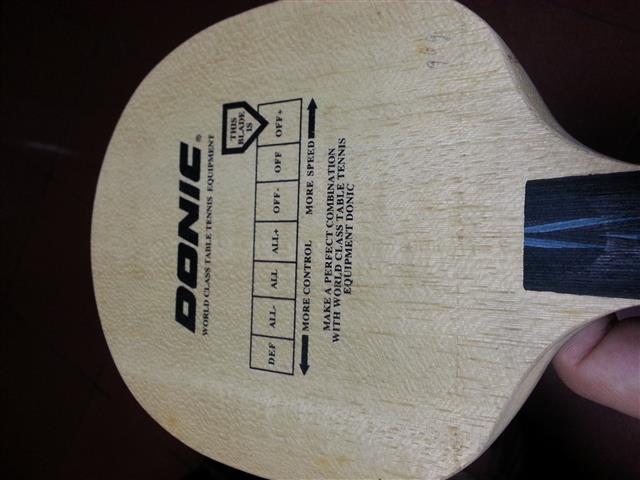 DONIC®
WORLD CLASS TABLE TENNIS EQUIPMENT
THIS
BLADE
IS
DEF ALL- ALL ALL+ OFF- OFF OFF+
MORE CONTROL MORE SPEED
MAKE A PERFECT COMBINATION
WITH WORLD CLASS TABLE TENNIS
EQUIPMENT DONIC